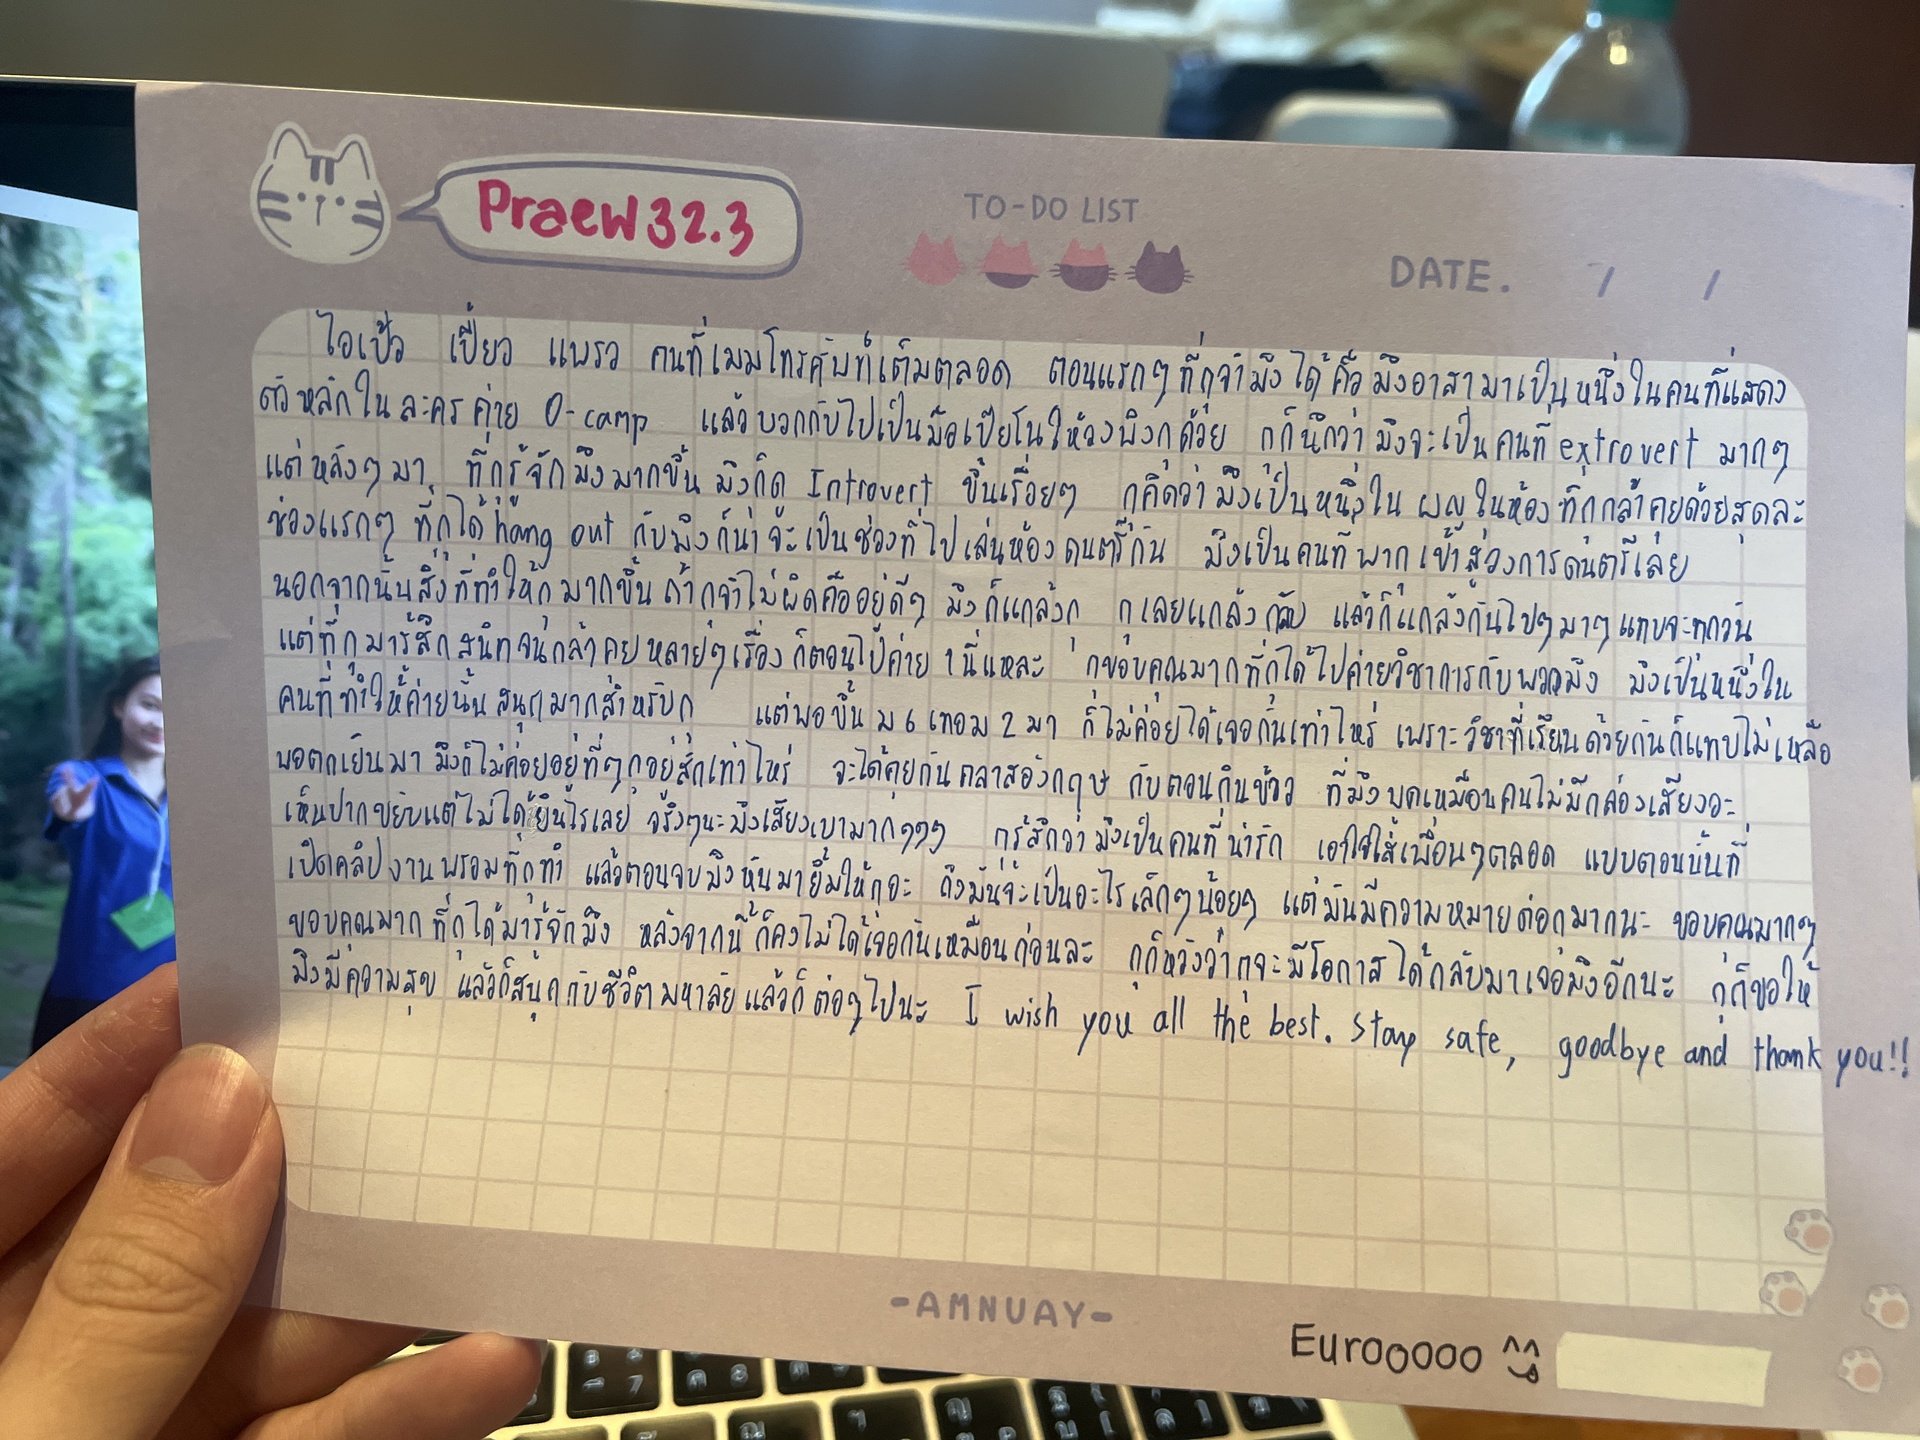 Praew 32.3
TO-DO LIST
DATE. / /
ไอเป้ว เปี้ยว แพรว คนที่เมมโทรศัพท์เต็มตลอด ตอนแรกๆที่กูจำมึงได้คือมึงอาสามาเป็นหนึ่งในคนที่แสดง
ตัวหลักในละครค่าย O-camp แล้วบวกกับไปเป็นมือเปียโนให้วงพิงกูด้วย กูก็นึกว่ามึงจะเป็นคนที่ extrovert มากๆ
แต่หลังๆมา ที่กูรู้จักมึงมากขึ้น มึงก็ด Introvert ขึ้นเรื่อยๆ กูคิดว่ามึงเป็นหนึ่งใน ผญในห้องที่กูกล้าคุยด้วยสุดละ
ช่วงแรกๆ ที่กูได้ hang out กับมึงก็น่าจะเป็นช่วงที่ไปเล่นห้องดนตรีกัน มึงเป็นคนที่พากูเข้าสู่วงการดนตรีเลย
นอกจากนั้นสิ่งที่ทำให้กู มากขึ้น ถ้ากูจำไม่ผิดคืออยู่ดีๆ มึงก็แกล้งกู กูเลยแกล้งกลับ แล้วก็แกล้งกันไปๆมาๆ แทบจะทุกวัน
แต่ที่กูมารู้สึกสนิทจนกล้าคุยหลายๆเรื่อง ก็ตอนไปค่าย 1 นี่แหละ กูขอบคุณมากที่กูได้ไปค่ายวิชาการกับพวกมึง มึงเป็นหนึ่งใน
คนที่ทำให้ค่ายนั้นสนุกมากสำหรับกู แต่พอขึ้น ม 6 เทอม 2 มา ก็ไม่ค่อยได้เจอกันเท่าไหร่ เพราะวิชาที่เรียนด้วยกันก็แทบไม่เหลือ
พอตกเย็นมา มึงก็ไม่ค่อยอยู่ที่ๆกูอยู่สักเท่าไหร่ จะได้คุยกันคลาสอังกฤษ กับตอนกินข้าว ที่มึงพูดเหมือนคนไม่มีกล่องเสียงอะ
เห็นปากขยับแต่ไม่ได้ยินไรเลย จริงๆนะมึงเสียงเบามากๆๆๆ กูรู้สึกว่ามึงเป็นคนที่น่ารัก เอาใจใส่เพื่อนๆตลอด แบบตอนนั้นที่
เปิดคลิปงานพรอมที่กูทำ แล้วตอนจบมึงหันมายิ้มให้กูอะ ถึงมันจะเป็นอะไรเล็กๆน้อยๆ แต่มันมีความหมายต่อกูมากนะ ขอบคุณมากๆ
ขอบคุณมาก ที่กูได้มารู้จักมึง หลังจากนี้ ก็คงไม่ได้เจอกันเหมือนก่อนละ กูก็หวังว่ากูจะมีโอกาสได้กลับมาเจอมึงอีกนะ กูก็ขอให้
มึงมีความสุข แล้วก็สนุกกับชีวิตมหาลัยแล้วก็ต่อๆไปนะ I wish you all the best. Stay safe, goodbye and thank you!!
-AMNUAY-
Eurooooo